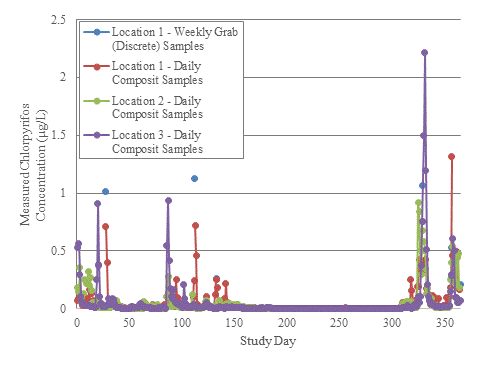 2.5
2
1.5
1
0.5
0
Measured Chlorpyrifos
Concentration (µg/L)
Location 1 - Weekly Grab
(Discrete) Samples
Location 1 - Daily
Composit Samples
Location 2 - Daily
Composit Samples
Location 3 - Daily
Composit Samples
0 50 100 150 200 250 300 350
Study Day